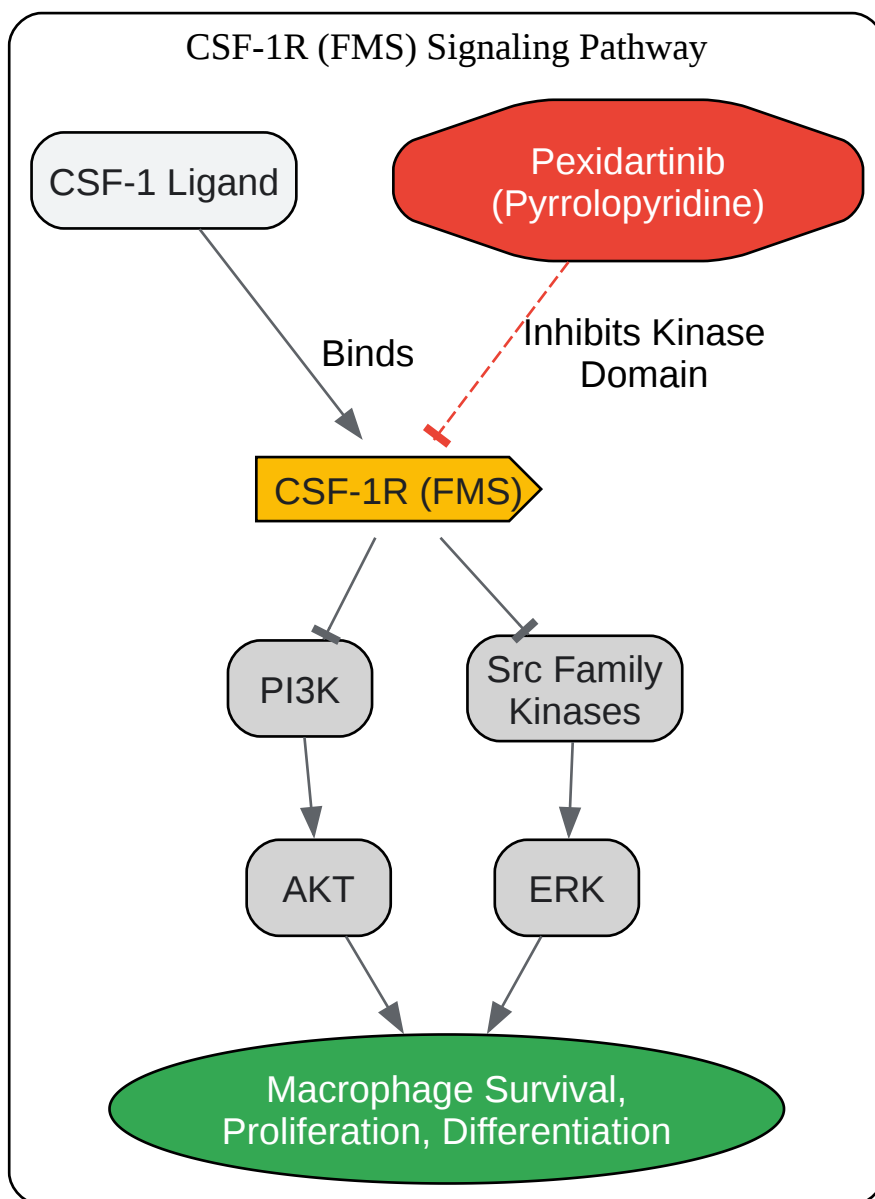 CSF-1R (FMS) Signaling Pathway
CSF-1 Ligand
Pexidartinib
(Pyrrolopyridine)
Binds
Inhibits Kinase
Domain
CSF-1R (FMS)
PI3K
Src Family
Kinases
AKT
ERK
Macrophage Survival,
Proliferation, Differentiation